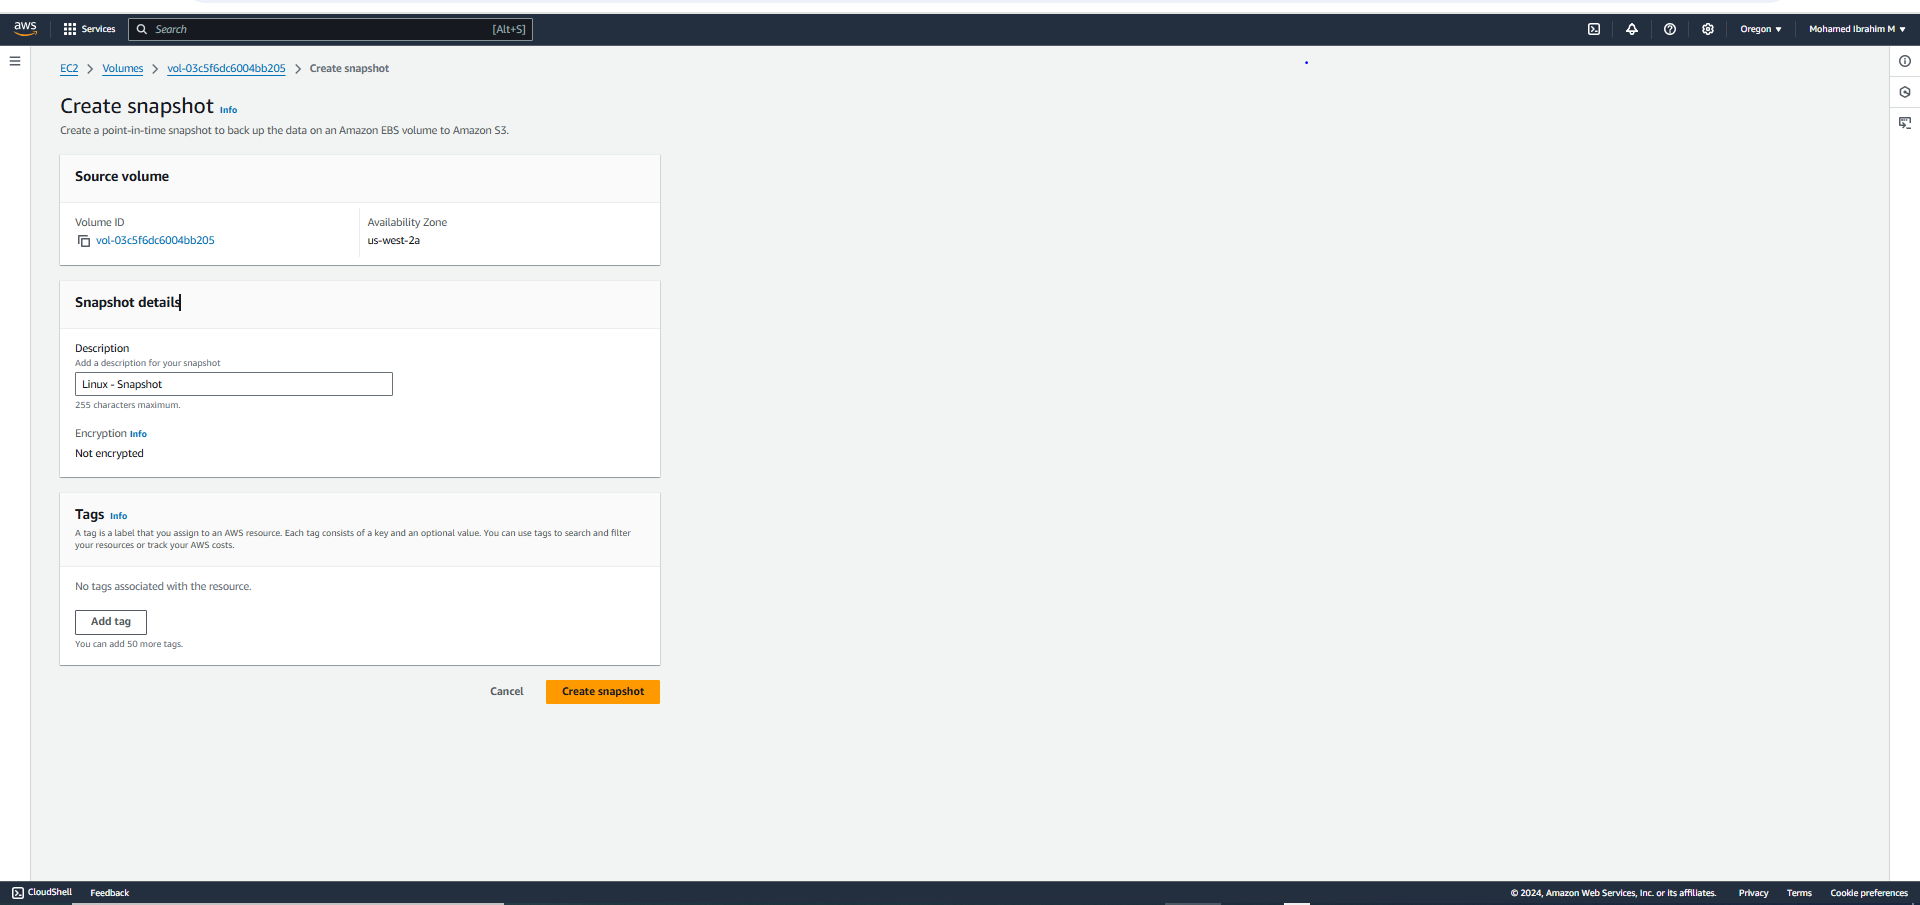 aws
Services
Search
[Alt+S]
Oregon
Mohamed Ibrahim M
EC2
Volumes
vol-03c5f6dc6004bb205
Create snapshot
Create snapshot Info
Create a point-in-time snapshot to back up the data on an Amazon EBS volume to Amazon S3.
Source volume
Volume ID
vol-03c5f6dc6004bb205
Availability Zone
us-west-2a
Snapshot details
Description
Add a description for your snapshot
Linux - Snapshot
255 characters maximum.
Encryption Info
Not encrypted
Tags Info
A tag is a label that you assign to an AWS resource. Each tag consists of a key and an optional value. You can use tags to search and filter
your resources or track your AWS costs.
No tags associated with the resource.
Add tag
You can add 50 more tags.
Cancel
Create snapshot
CloudShell
Feedback
© 2024, Amazon Web Services, Inc. or its affiliates.
Privacy
Terms
Cookie preferences